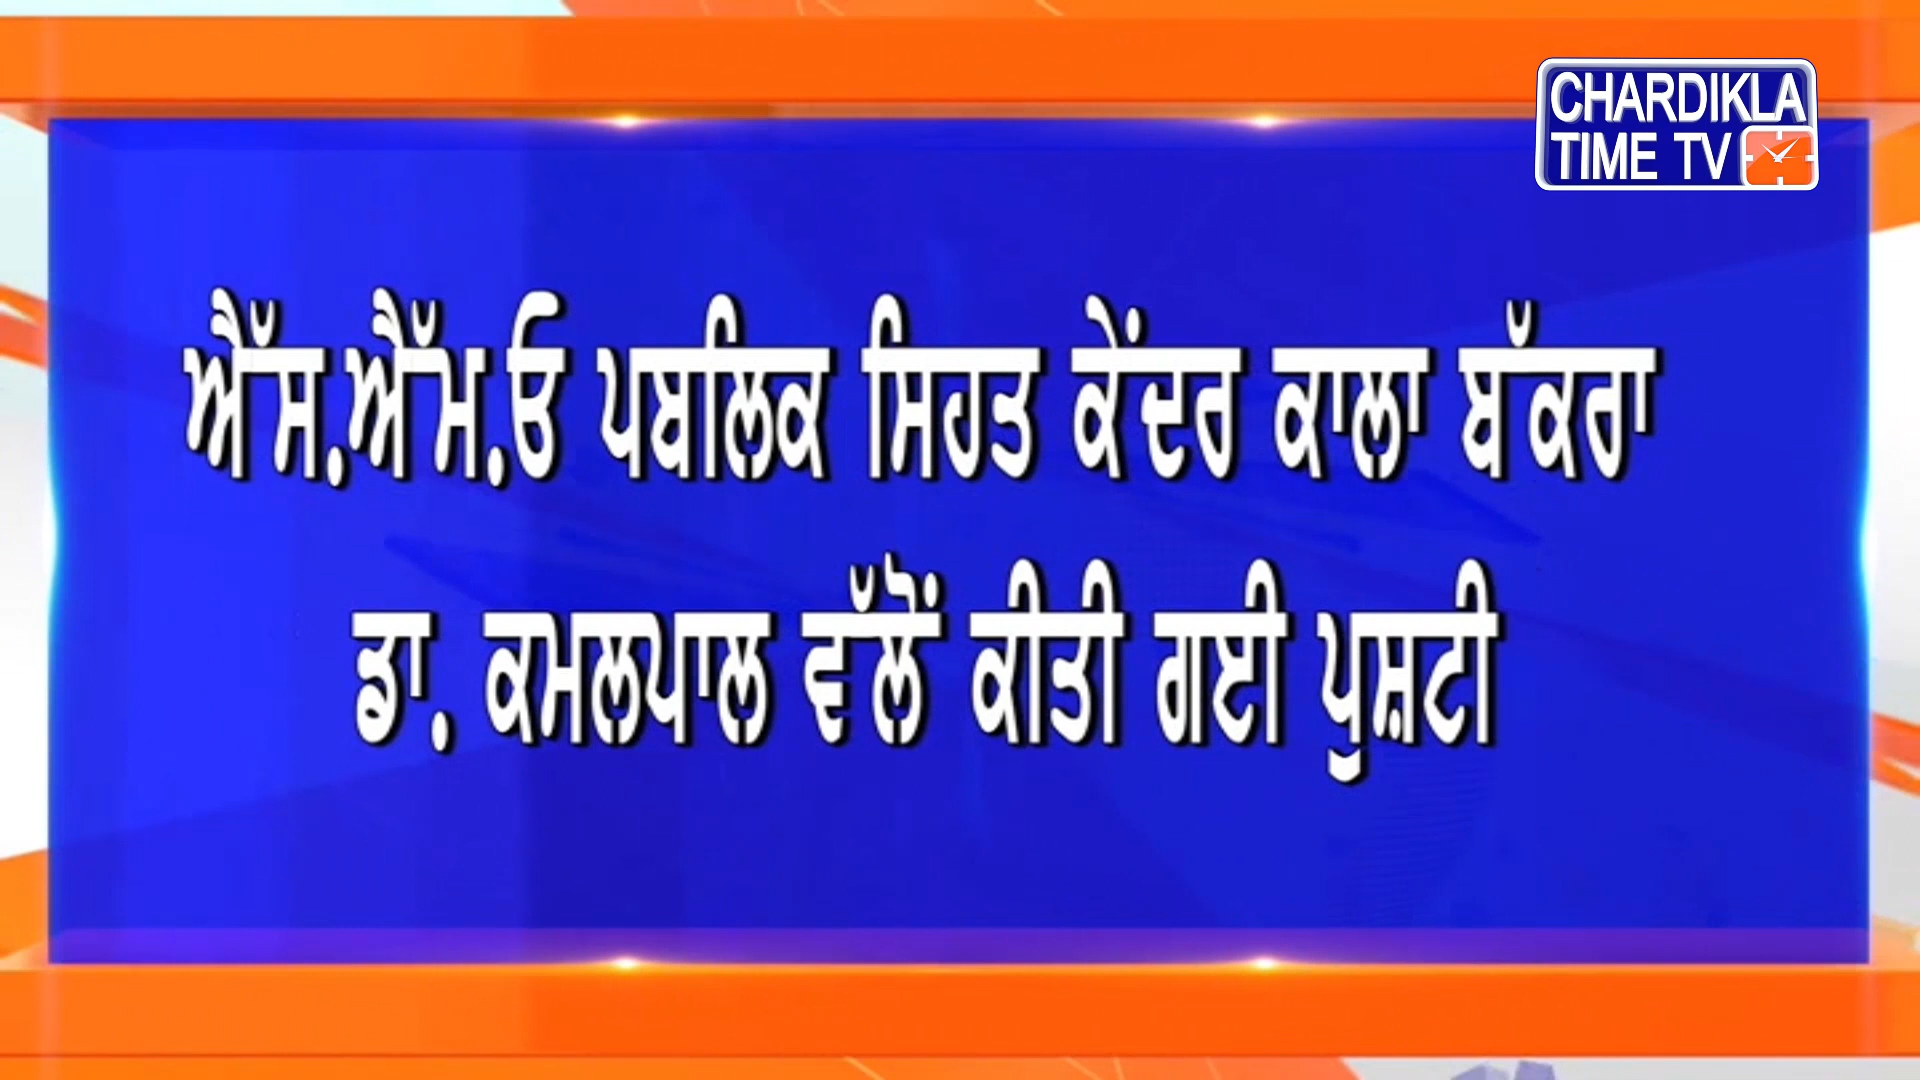 CHARDIKLA
TIME TV
ਐੱਸ.ਐੱਮ.ਓ ਪਬਲਿਕ ਸਿਹਤ ਕੇਂਦਰ ਕਾਲਾ ਬੱਕਰਾ
ਡਾ. ਕਮਲਪਾਲ ਵੱਲੋਂ ਕੀਤੀ ਗਈ ਪੁਸ਼ਟੀ